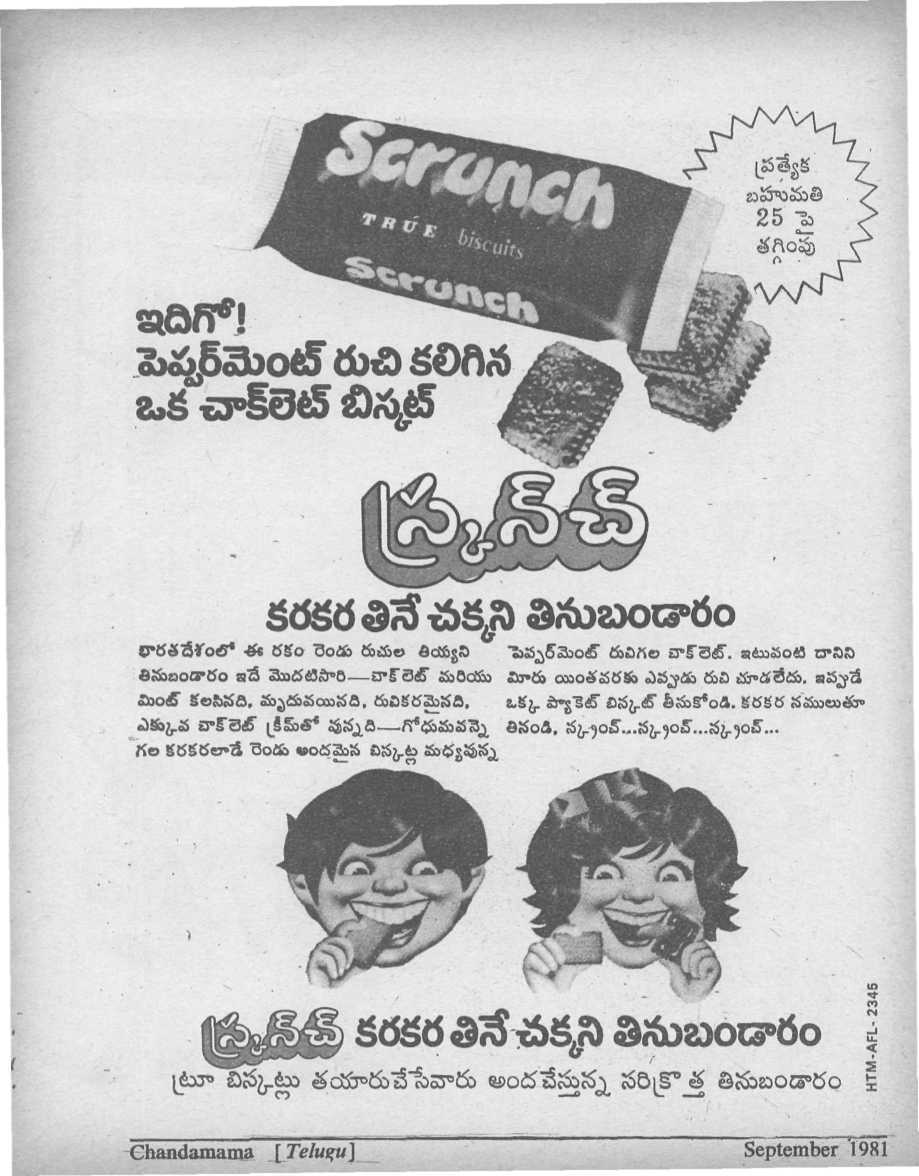 Scrunch
TRUE biscuits
Scrunch
ప్రత్యేక
బహుమతి
25 పై
తగ్గింపు
ఇదిగో!
పెప్పర్‌మెంట్ రుచి కలిగిన
ఒక చాక్‌లెట్ బిస్కట్
స్క్రన్‌చ్
కరకర తినే చక్కని తినుబండారం
భారతదేశంలో ఈ రకం రెండు రుచుల తియ్యని
తినుబండారం ఇదే మొదటిసారి—చాక్‌లెట్ మరియు
మింట్ కలసినది, మృదువయినది, రుచికరమైనది,
ఎక్కువ చాక్‌లెట్ క్రీమ్‌తో వున్నది—గోధుమవన్నె
గల కరకరలాడే రెండు అందమైన బిస్కట్ల మధ్యవున్న
పెప్పర్‌మెంట్ రుచిగల చాక్‌లెట్. ఇటువంటి దానిని
మీరు యింతవరకు ఎప్పుడు రుచి చూడలేదు. ఇప్పుడే
ఒక్క ప్యాకెట్ బిస్కట్ తీసుకోండి. కరకర నములుతూ
తినండి, స్క్రంచ్...స్క్రంచ్...స్క్రంచ్...
స్క్రన్‌చ్ కరకర తినే చక్కని తినుబండారం
ట్రూ బిస్కట్లు తయారుచేసేవారు అందచేస్తున్న సరిక్రొత్త తినుబండారం
HTM-AFL-2345
Chandamama [Telugu]
September 1981